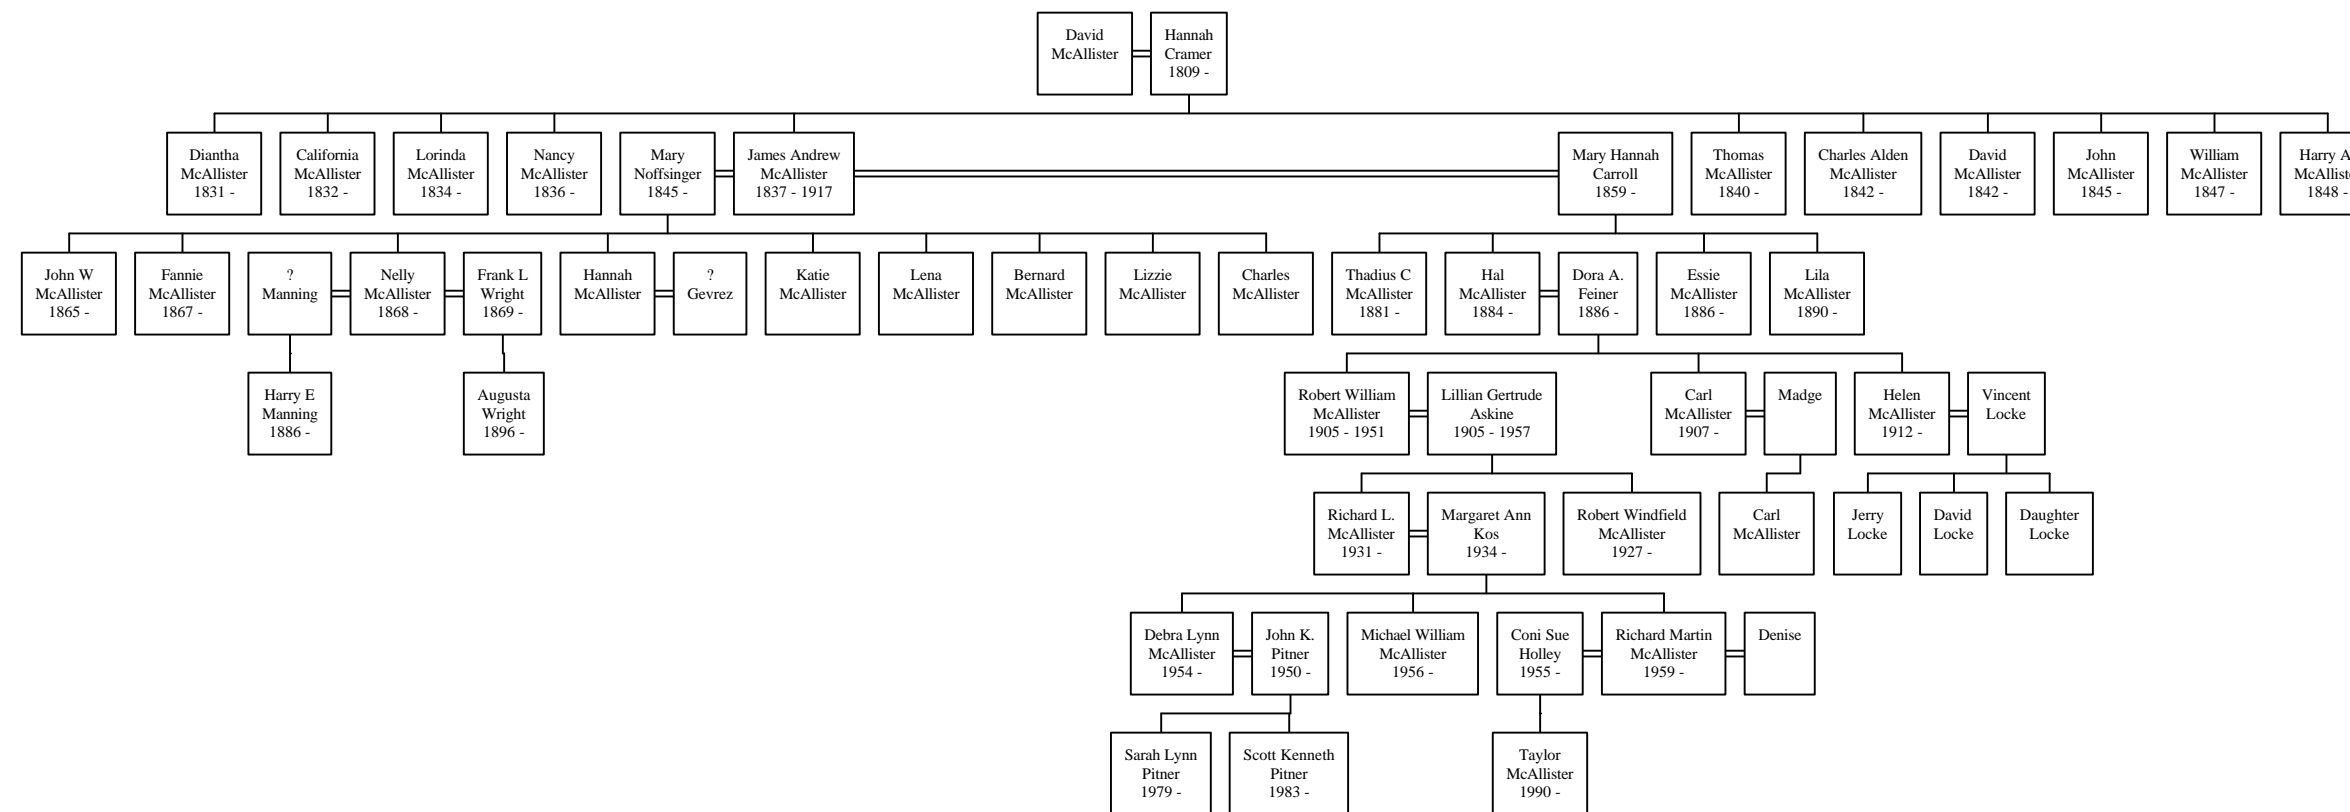 David
McAllister
Hannah
Cramer
1809 -
Diantha
McAllister
1831 -
California
McAllister
1832 -
Lorinda
McAllister
1834 -
Nancy
McAllister
1836 -
Mary
Noffsinger
1845 -
James Andrew
McAllister
1837 - 1917
Mary Hannah
Carroll
1859 -
Thomas
McAllister
1840 -
Charles Alden
McAllister
1842 -
David
McAllister
1842 -
John
McAllister
1845 -
William
McAllister
1847 -
Harry A
McAlliste
1848 -
John W
McAllister
1865 -
Fannie
McAllister
1867 -
?
Manning
Nelly
McAllister
1868 -
Frank L
Wright
1869 -
Hannah
McAllister
?
Gevrez
Katie
McAllister
Lena
McAllister
Bernard
McAllister
Lizzie
McAllister
Charles
McAllister
Thadius C
McAllister
1881 -
Hal
McAllister
1884 -
Dora A.
Feiner
1886 -
Essie
McAllister
1886 -
Lila
McAllister
1890 -
Harry E
Manning
1886 -
Augusta
Wright
1896 -
Robert William
McAllister
1905 - 1951
Lillian Gertrude
Askine
1905 - 1957
Carl
McAllister
1907 -
Madge
Helen
McAllister
1912 -
Vincent
Locke
Richard L.
McAllister
1931 -
Margaret Ann
Kos
1934 -
Robert Windfield
McAllister
1927 -
Carl
McAllister
Jerry
Locke
David
Locke
Daughter
Locke
Debra Lynn
McAllister
1954 -
John K.
Pitner
1950 -
Michael William
McAllister
1956 -
Coni Sue
Holley
1955 -
Richard Martin
McAllister
1959 -
Denise
Sarah Lynn
Pitner
1979 -
Scott Kenneth
Pitner
1983 -
Taylor
McAllister
1990 -